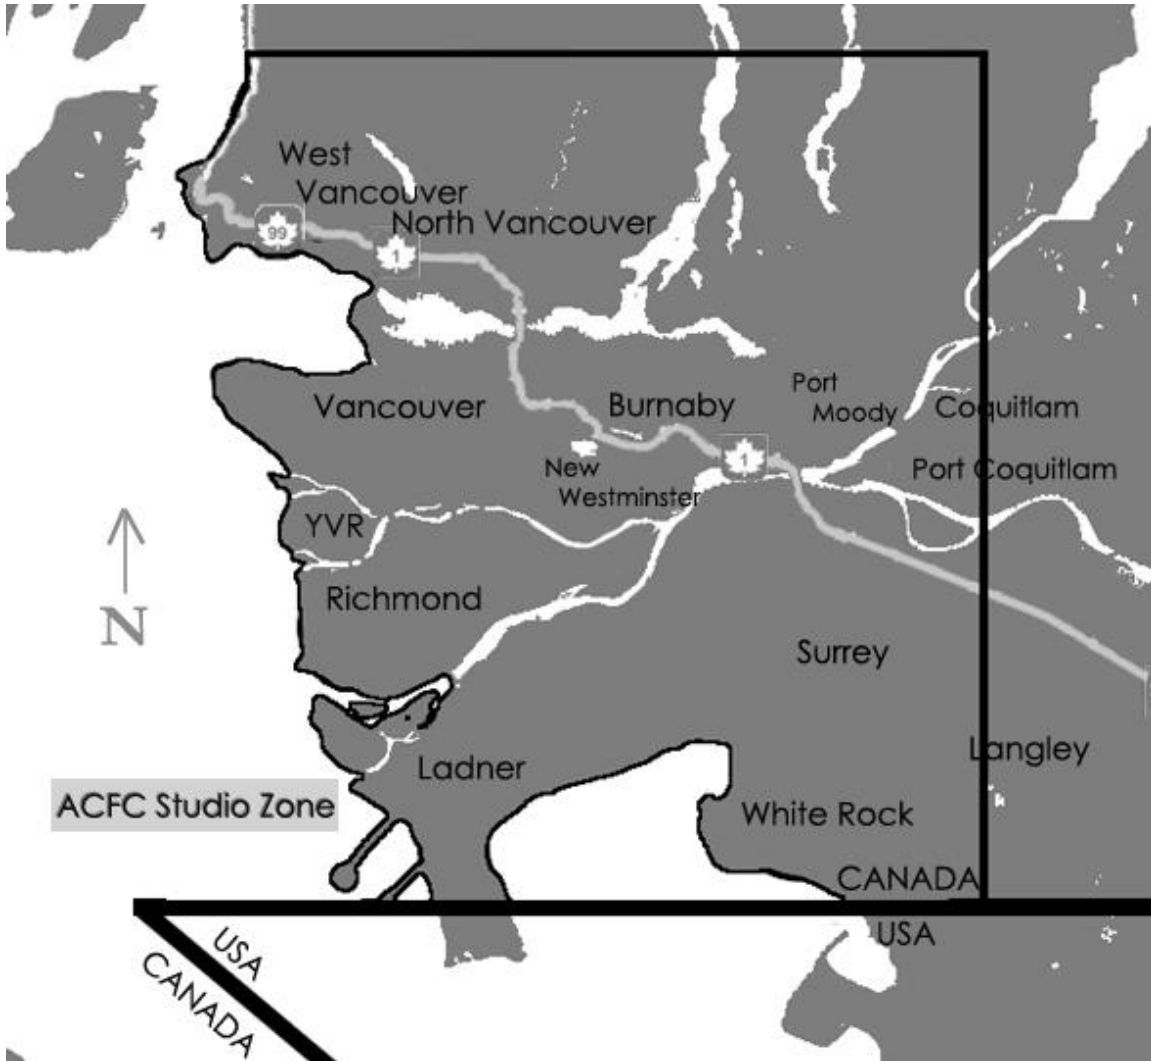 West
Vancouver
North Vancouver
99
1
Port
Moody
Vancouver
Burnaby
Coquitlam
1
New
Westminster
Port Coquitlam
YVR
N
Richmond
Surrey
Langley
Ladner
ACFC Studio Zone
White Rock
CANADA
USA
USA
CANADA